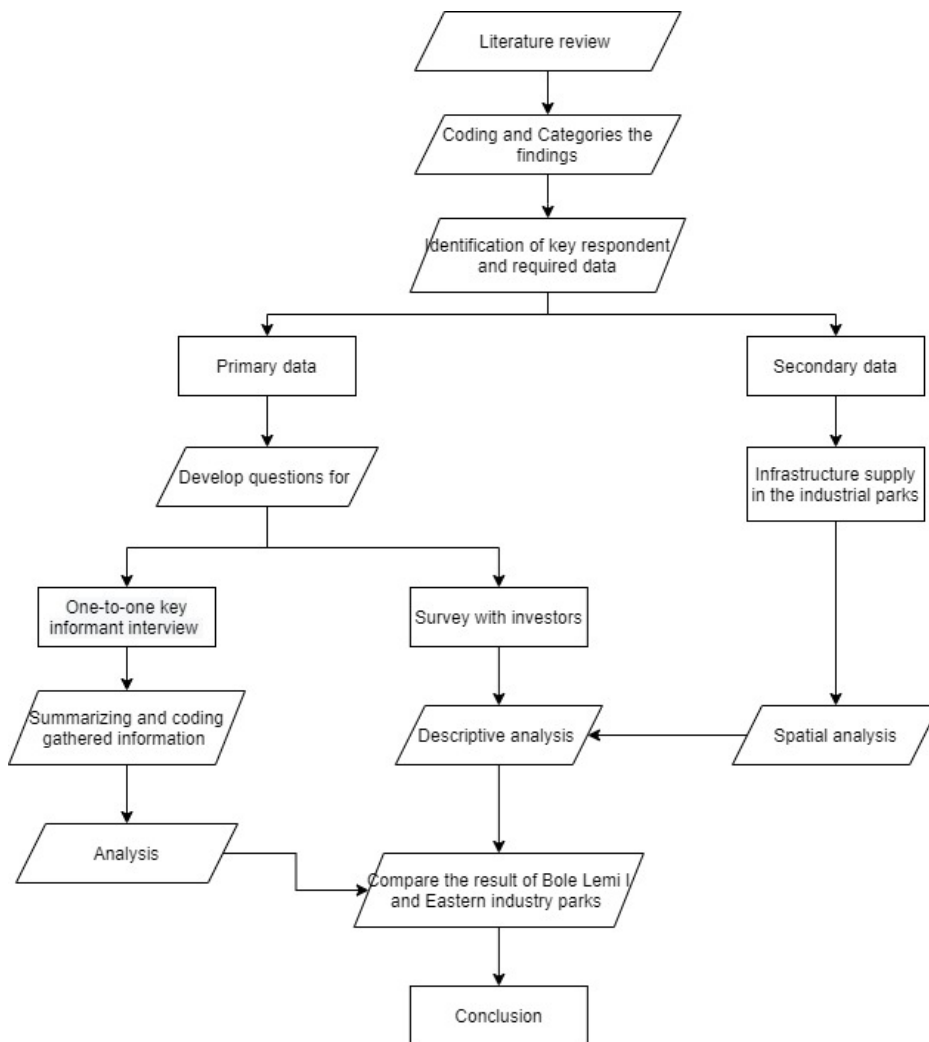 Literature review
Coding and Categories the
findings
Identification of key respondent
and required data
Primary data
Secondary data
Develop questions for
Infrastructure supply
in the industrial parks
One-to-one key
informant interview
Survey with investors
Summarizing and coding
gathered information
Descriptive analysis
Spatial analysis
Analysis
Compare the result of Bole Lemi I
and Eastern industry parks
Conclusion